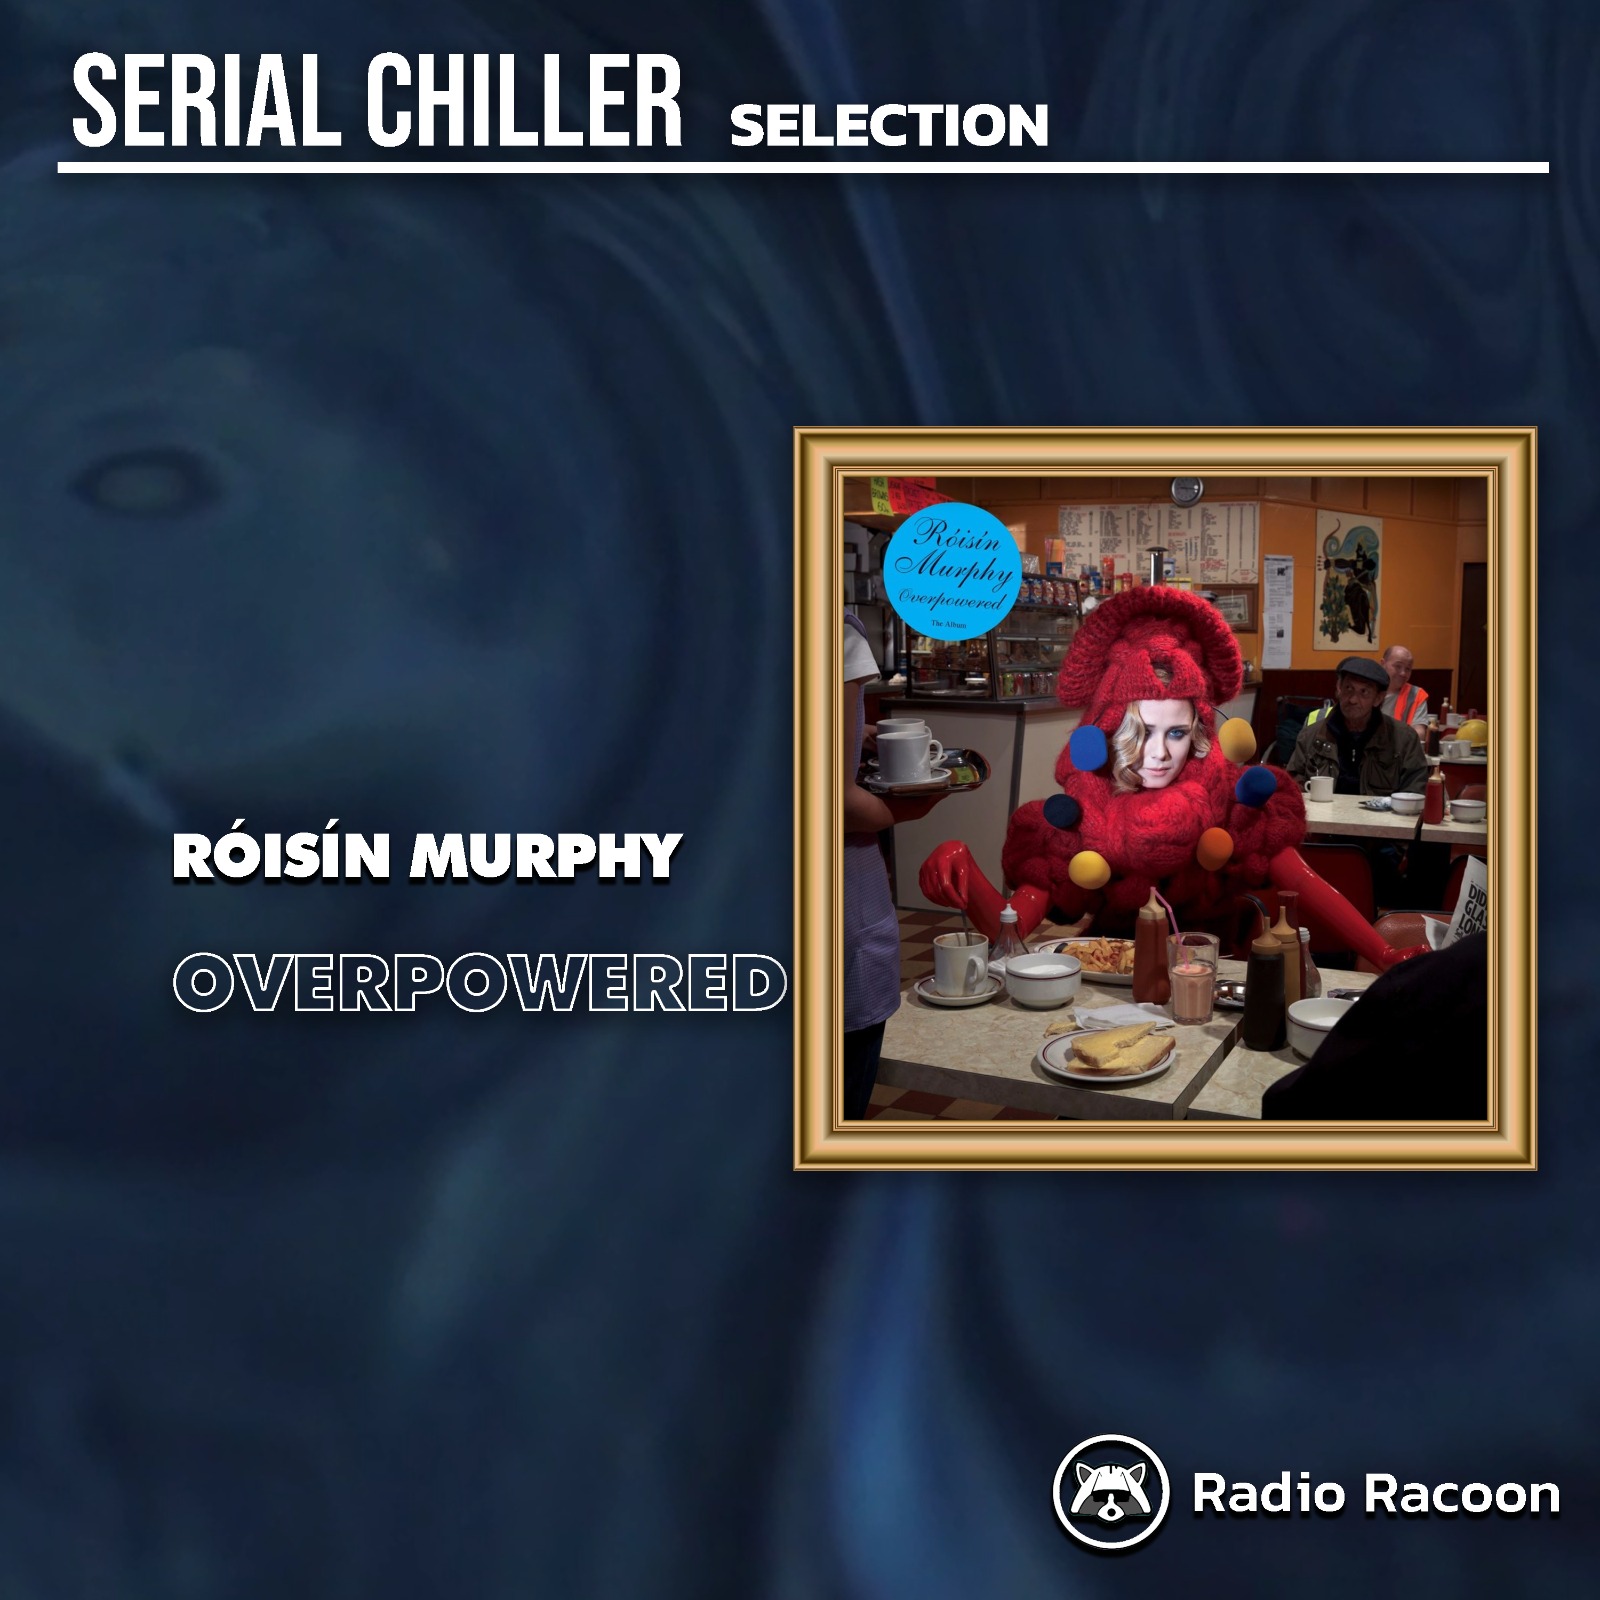 SERIAL CHILLER SELECTION
Róisín
Murphy
Overpowered
The Album
RÓISÍN MURPHY
OVERPOWERED
Radio Racoon